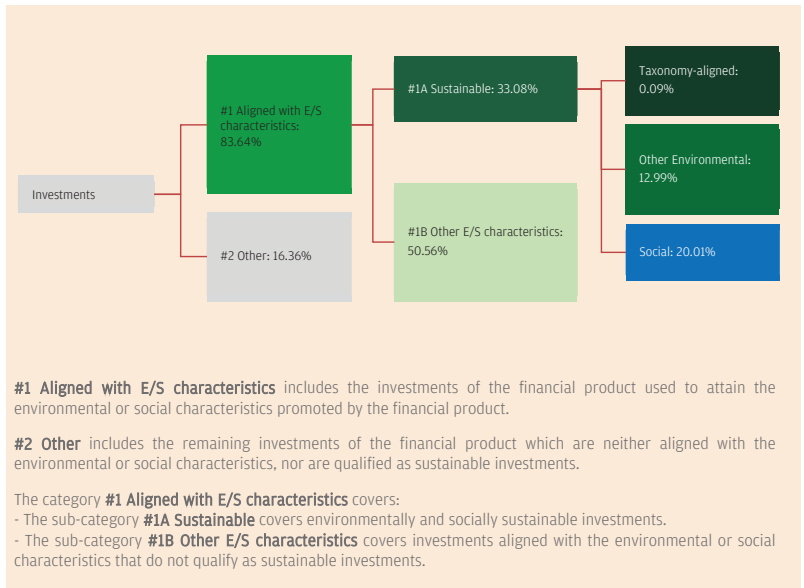 Investments
#1 Aligned with E/S
characteristics:
83.64%
#2 Other: 16.36%
#1A Sustainable: 33.08%
#1B Other E/S characteristics:
50.56%
Taxonomy-aligned:
0.09%
Other Environmental:
12.99%
Social: 20.01%
#1 Aligned with E/S characteristics includes the investments of the financial product used to attain the
environmental or social characteristics promoted by the financial product.
#2 Other includes the remaining investments of the financial product which are neither aligned with the
environmental or social characteristics, nor are qualified as sustainable investments.
The category #1 Aligned with E/S characteristics covers:
- The sub-category #1A Sustainable covers environmentally and socially sustainable investments.
- The sub-category #1B Other E/S characteristics covers investments aligned with the environmental or social
characteristics that do not qualify as sustainable investments.